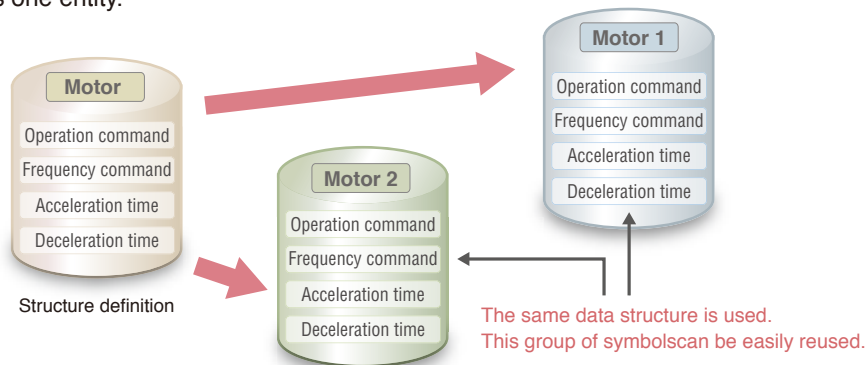 s one entity.
Motor
Operation command
Frequency command
Acceleration time
Deceleration time
Structure definition
Motor 1
Operation command
Frequency command
Acceleration time
Deceleration time
Motor 2
Operation command
Frequency command
Acceleration time
Deceleration time
The same data structure is used.
This group of symbolscan be easily reused.